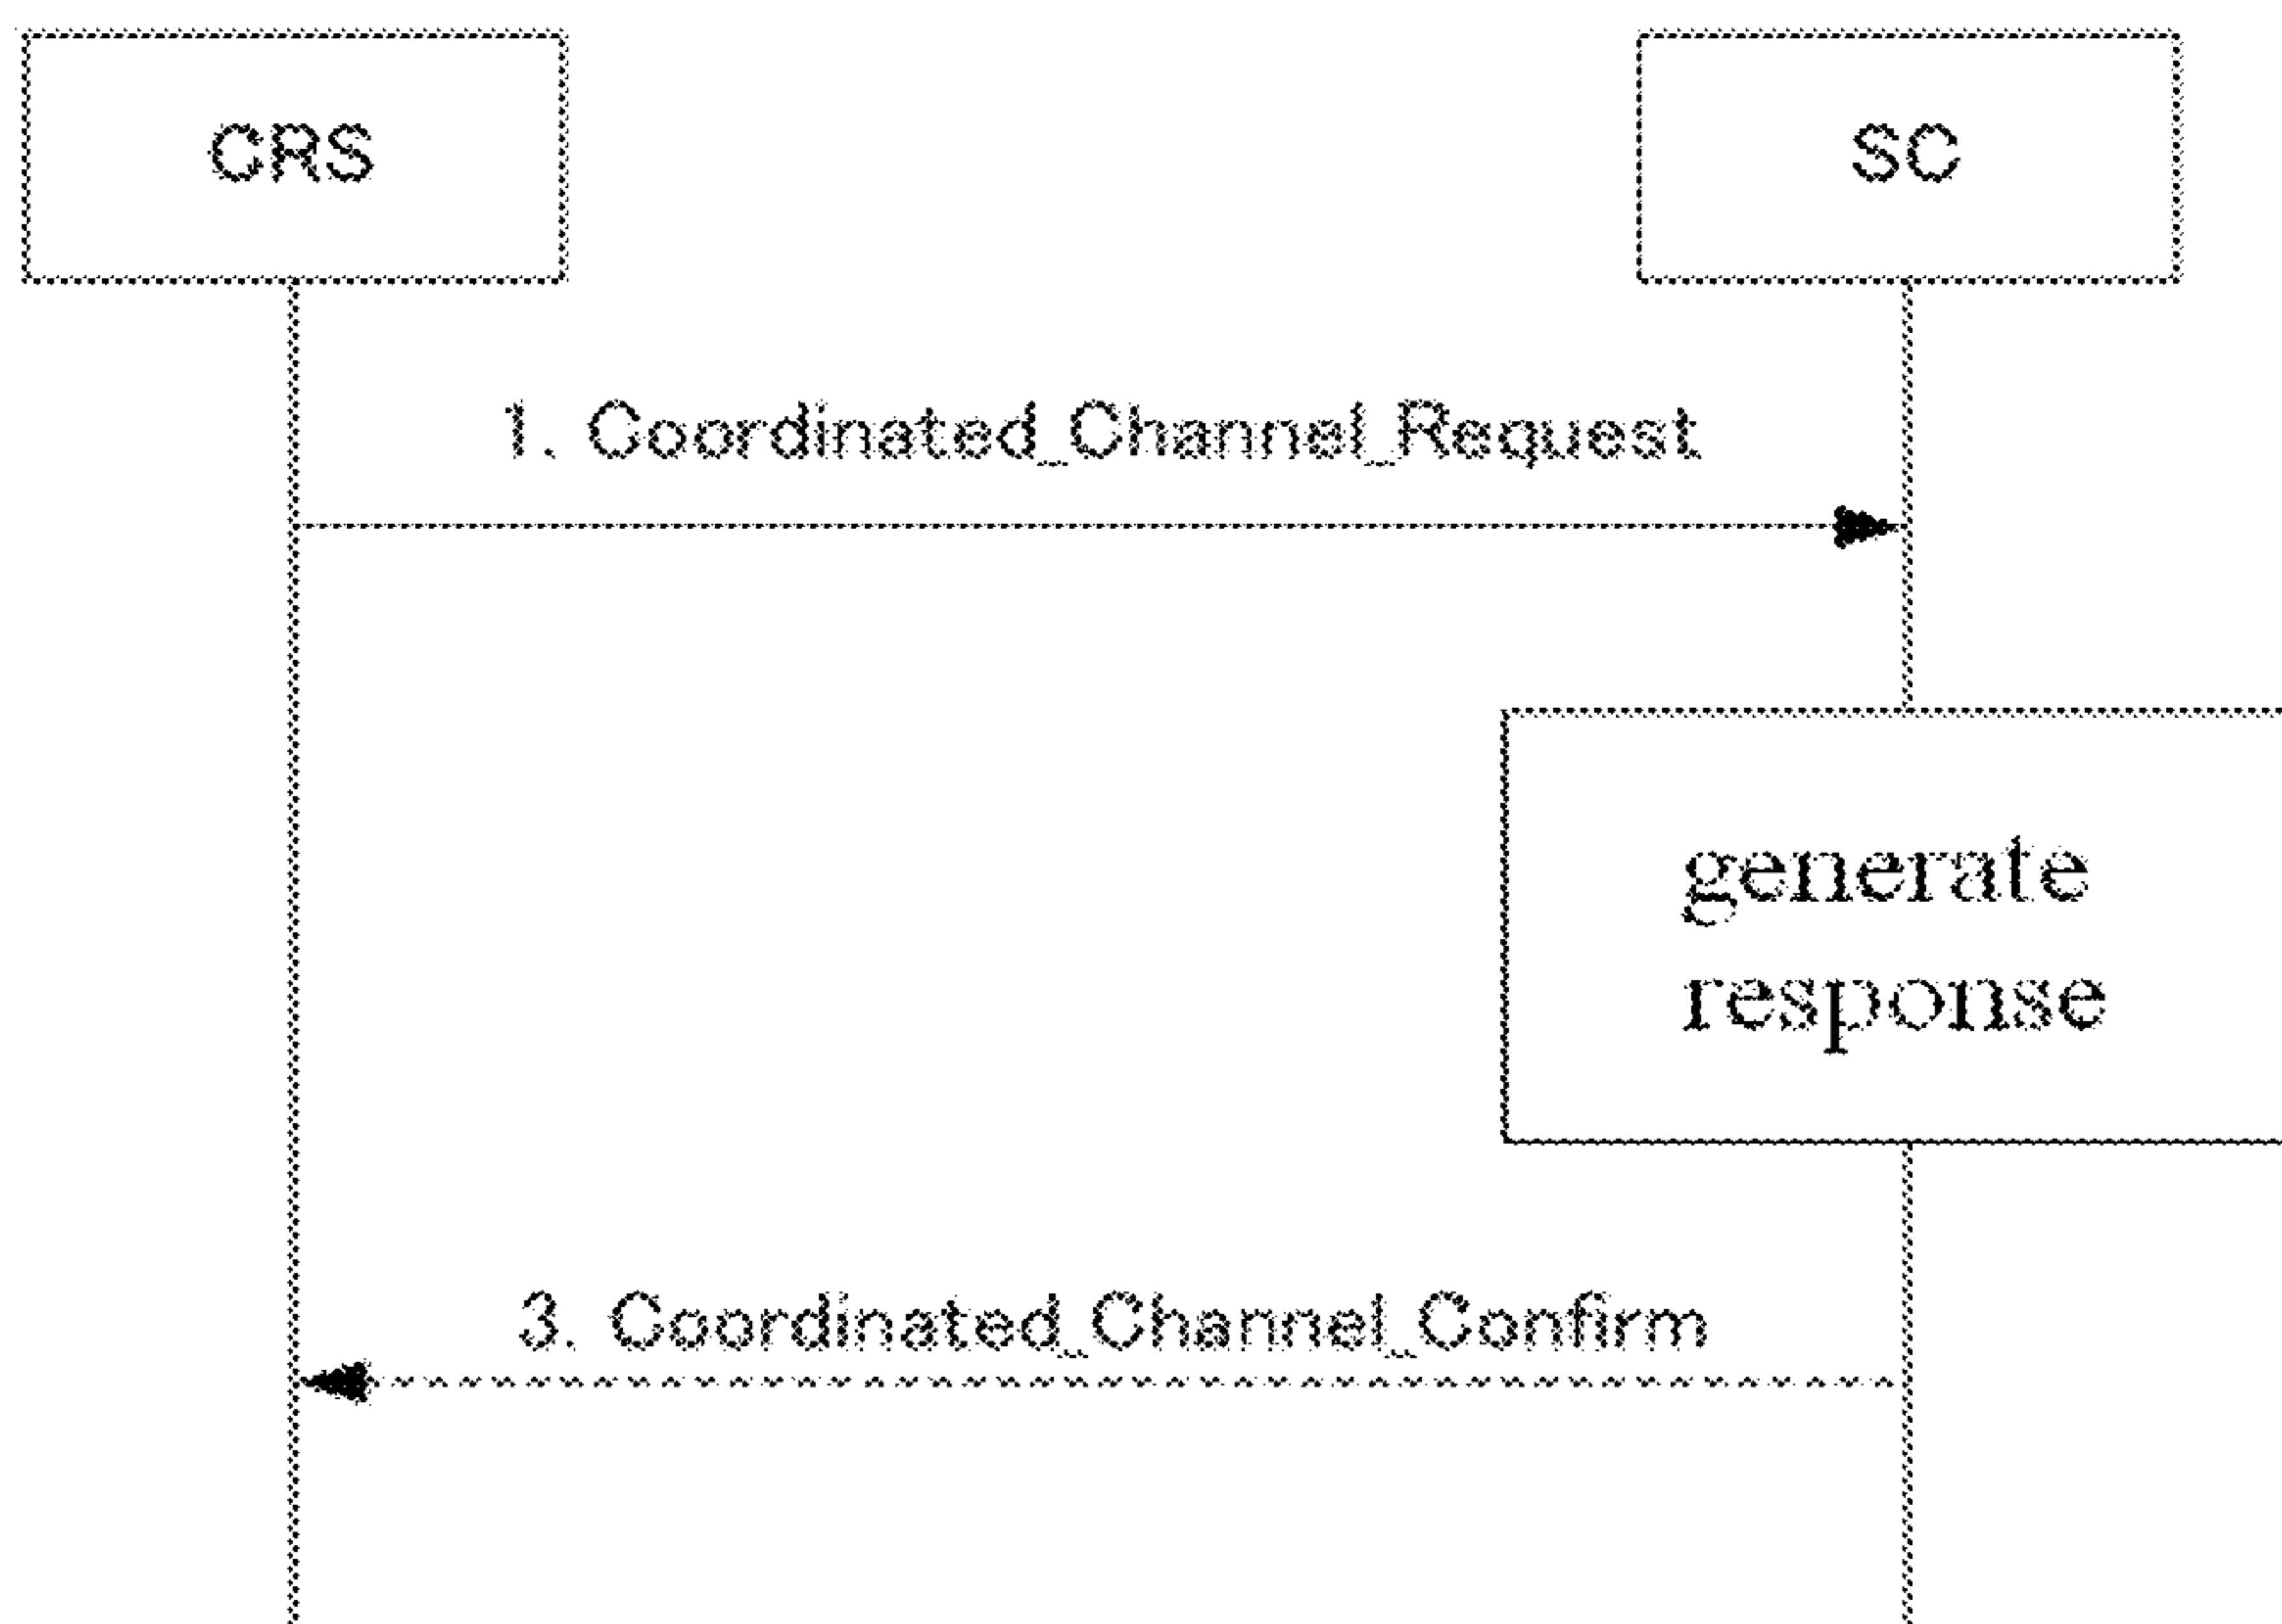 CRS
SC
1. Coordinated_Channel_Request
generate
response
3. Coordinated_Channel_Confirm